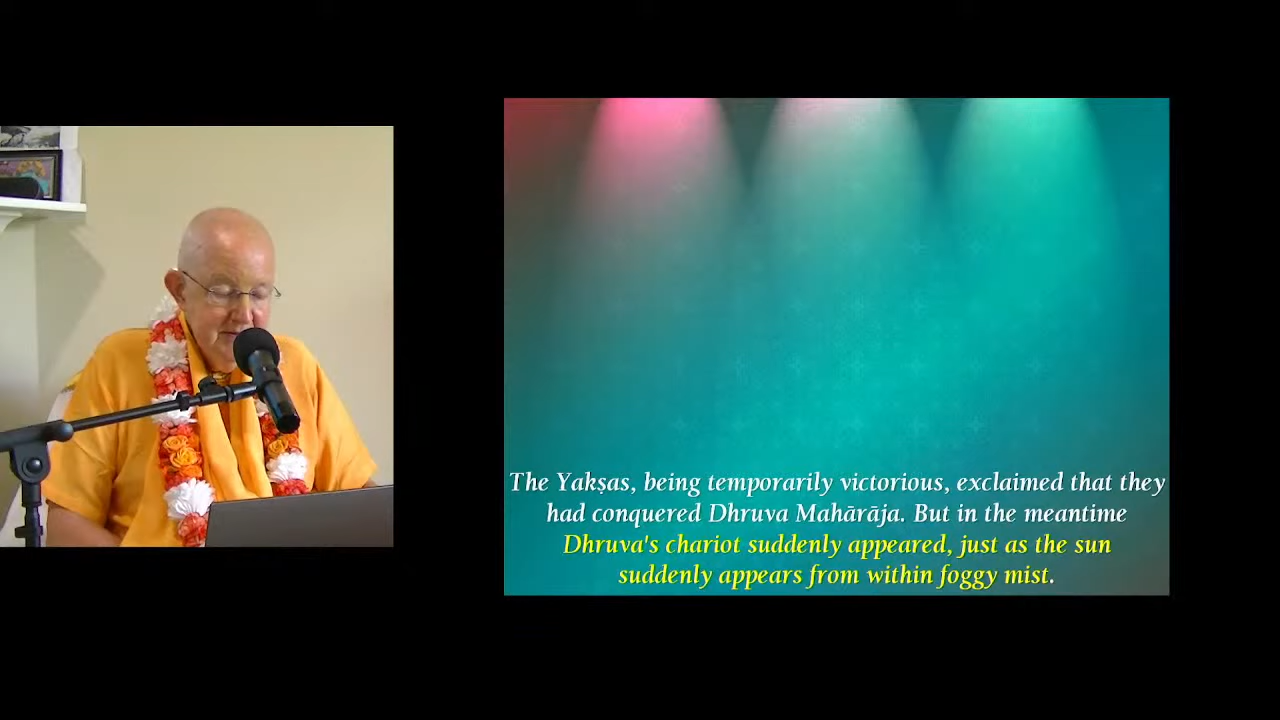 The Yakṣas, being temporarily victorious, exclaimed that they
had conquered Dhruva Mahārāja. But in the meantime
Dhruva's chariot suddenly appeared, just as the sun
suddenly appears from within foggy mist.